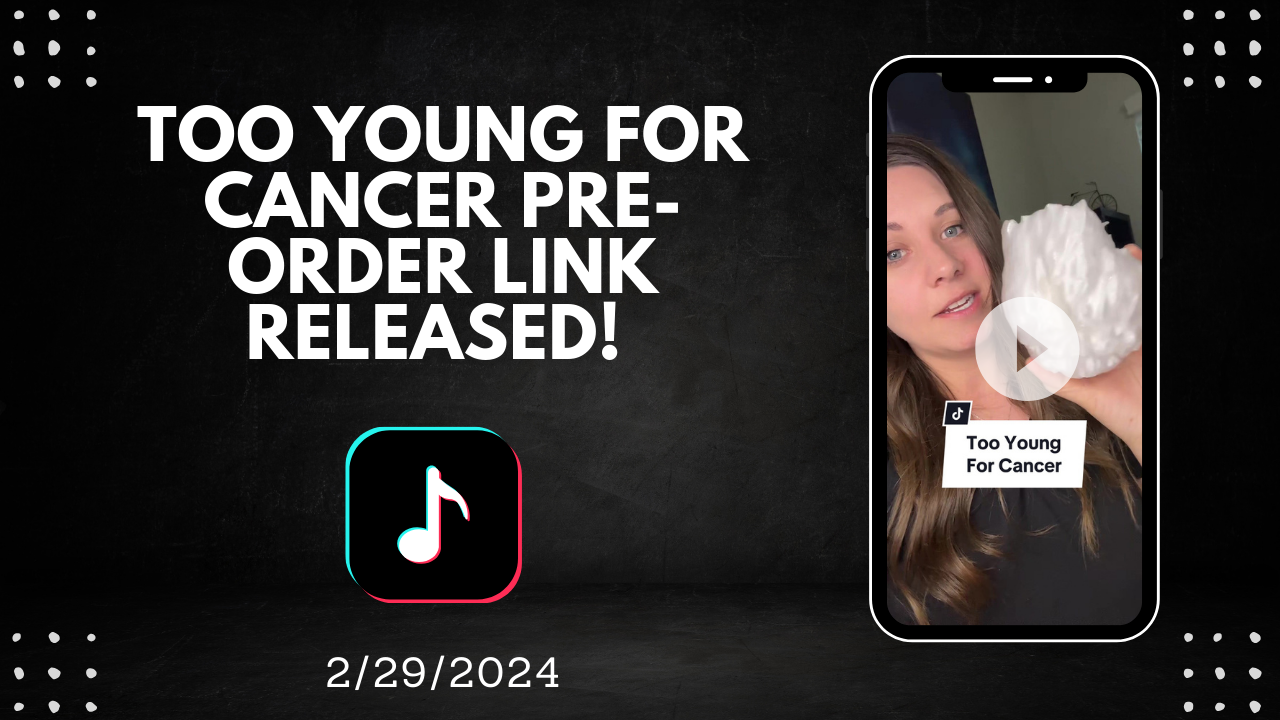 TOO YOUNG FOR
CANCER PRE-
ORDER LINK
RELEASED!
2/29/2024
Too Young
For Cancer